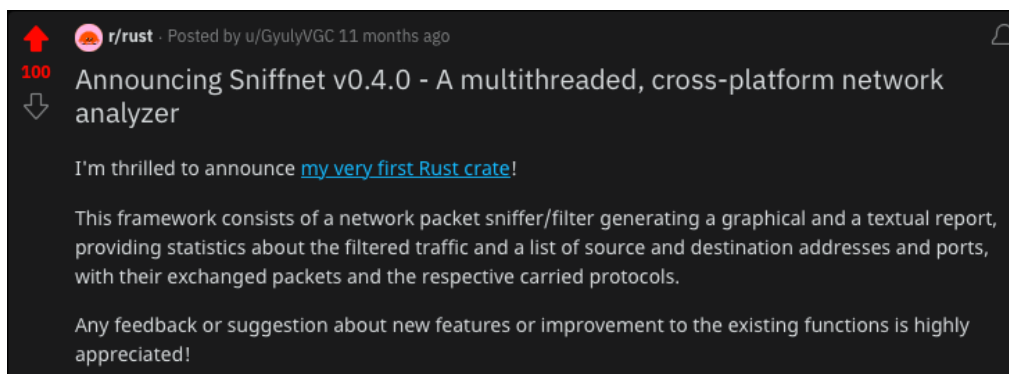 r/rust · Posted by u/GyulyVGC 11 months ago
100
Announcing Sniffnet v0.4.0 - A multithreaded, cross-platform network
analyzer
I'm thrilled to announce my very first Rust crate!
This framework consists of a network packet sniffer/filter generating a graphical and a textual report,
providing statistics about the filtered traffic and a list of source and destination addresses and ports,
with their exchanged packets and the respective carried protocols.
Any feedback or suggestion about new features or improvement to the existing functions is highly
appreciated!